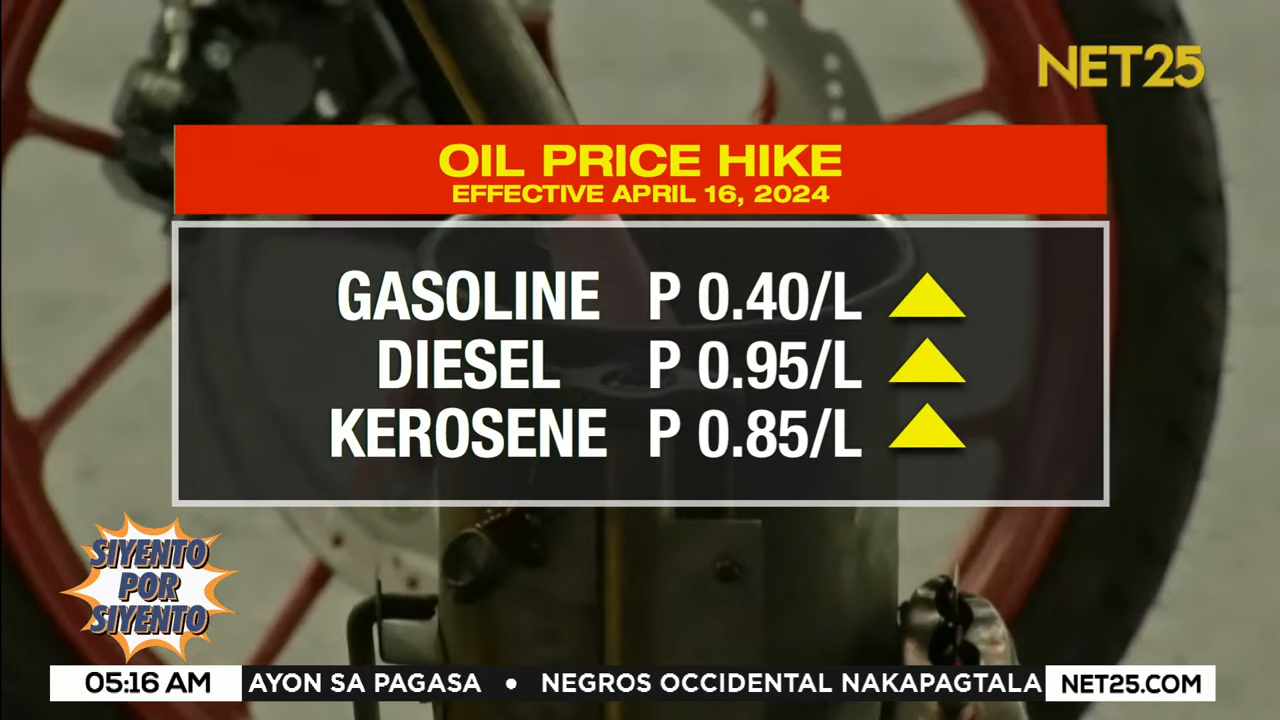 NET25
OIL PRICE HIKE
EFFECTIVE APRIL 16, 2024
GASOLINE P 0.40/L
DIESEL P 0.95/L
KEROSENE P 0.85/L
SIYENTO
POR
SIYENTO
05:16 AM AYON SA PAGASA • NEGROS OCCIDENTAL NAKAPAGTALA NET25.COM